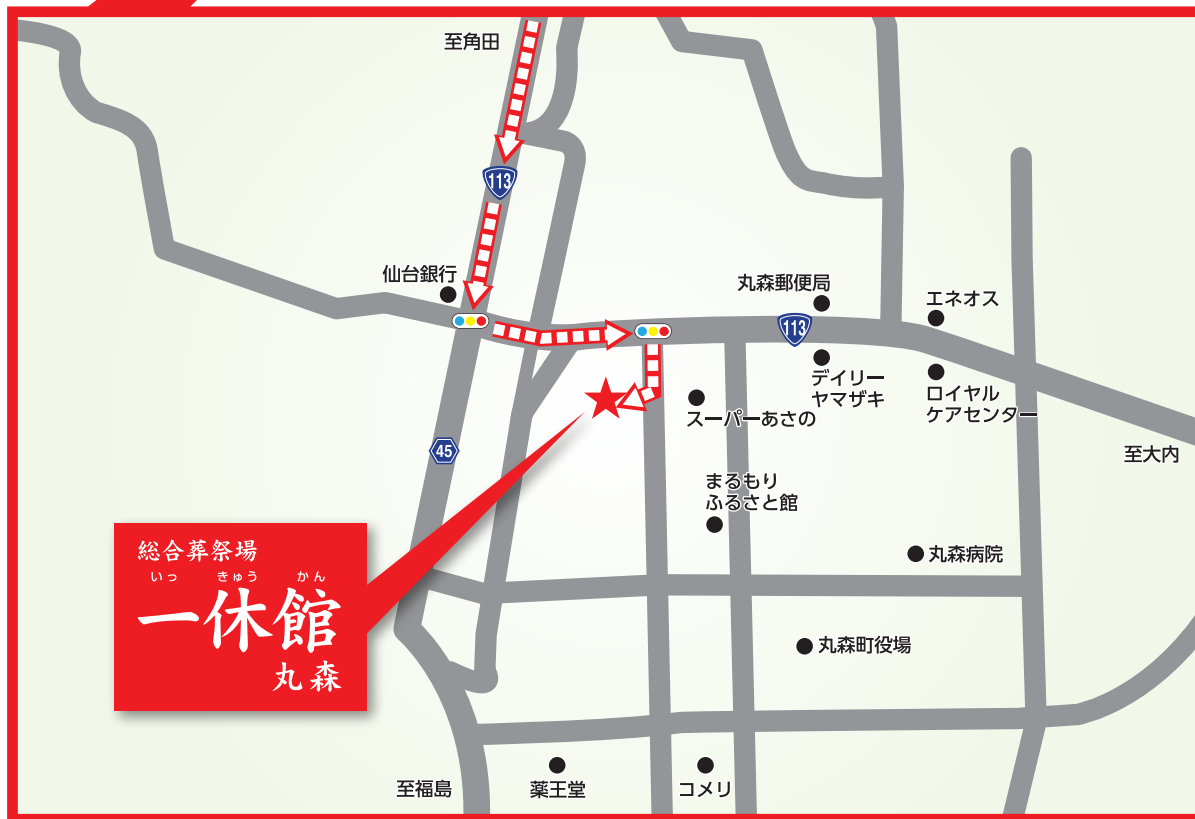 至角田
113
仙台銀行
丸森郵便局
エネオス
113
デイリー
ヤマザキ
ロイヤル
ケアセンター
スーパーあさの
45
至大内
まるもり
ふるさと館
総合葬祭場
いっ きゅう かん
一休館
丸森
丸森病院
丸森町役場
至福島
薬王堂
コメリ